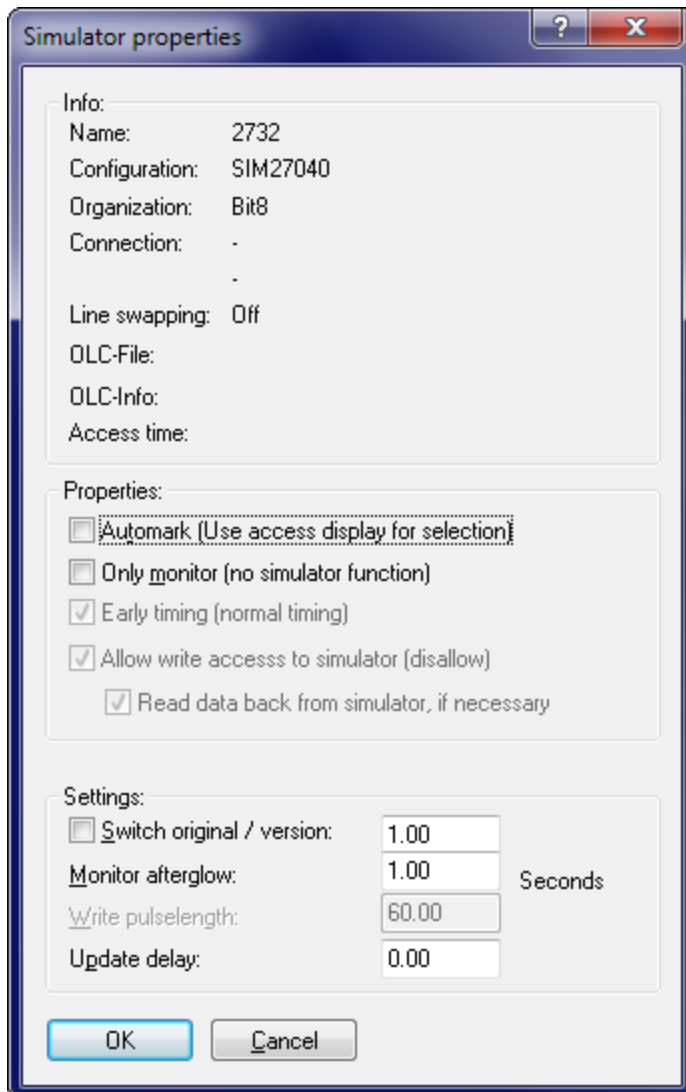 Simulator properties
?
Info:
Name: 2732
Configuration: SIM27040
Organization: Bit8
Connection: -
-
Line swapping: Off
OLC-File:
OLC-Info:
Access time:
Properties:
Automark (Use access display for selection)
Only monitor (no simulator function)
Early timing (normal timing)
Allow write accesss to simulator (disallow)
Read data back from simulator, if necessary
Settings:
Switch original / version: 1.00
Monitor afterglow: 1.00 Seconds
Write pulselength: 60.00
Update delay: 0.00
OK Cancel